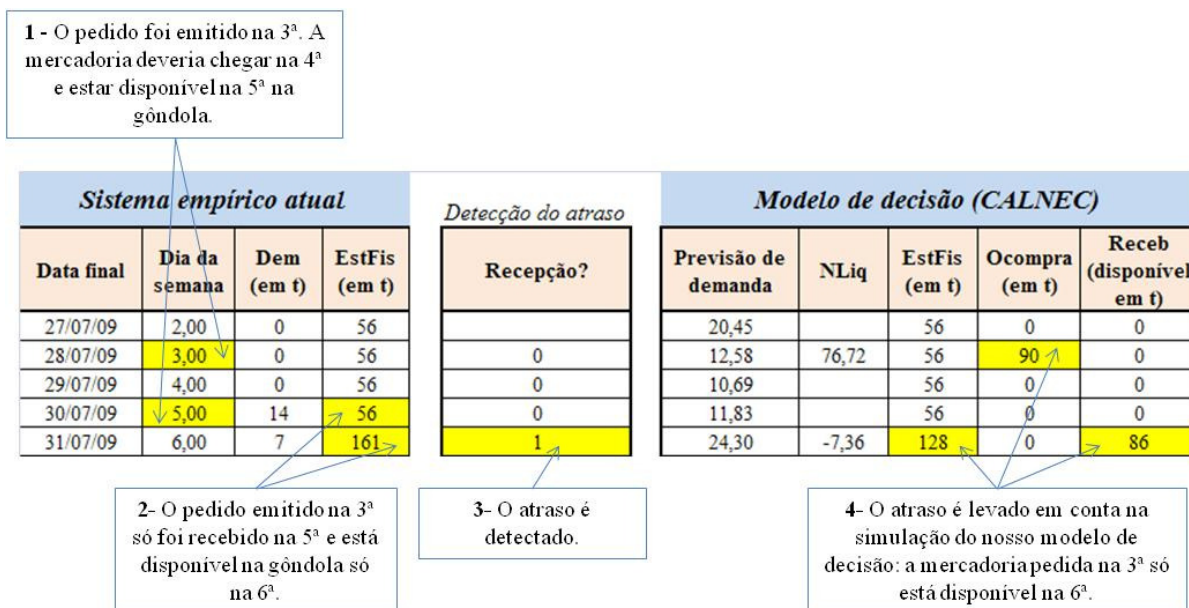 1 - O pedido foi emitido na 3ª. A
mercadoria deveria chegar na 4ª
e estar disponível na 5ª na
gôndola.
Sistema empírico atual
Detecção do atraso
Modelo de decisão (CALNEC)
Data final Dia da semana Dem (em t) EstFis (em t) Recepção? Previsão de demanda NLiq EstFis (em t) Ocompra (em t) Receb (disponível em t)
27/07/09 2,00 0 56 20,45 56 0 0
28/07/09 3,00 0 56 0 12,58 76,72 56 90 0
29/07/09 4,00 0 56 0 10,69 56 0 0
30/07/09 5,00 14 56 0 11,83 56 0 0
31/07/09 6,00 7 161 1 24,30 -7,36 128 0 86
2- O pedido emitido na 3ª
só foi recebido na 5ª e está
disponível na gôndola só
na 6ª.
3- O atraso é
detectado.
4- O atraso é levado em conta na
simulação do nosso modelo de
decisão: a mercadoria pedida na 3ª só
está disponível na 6ª.